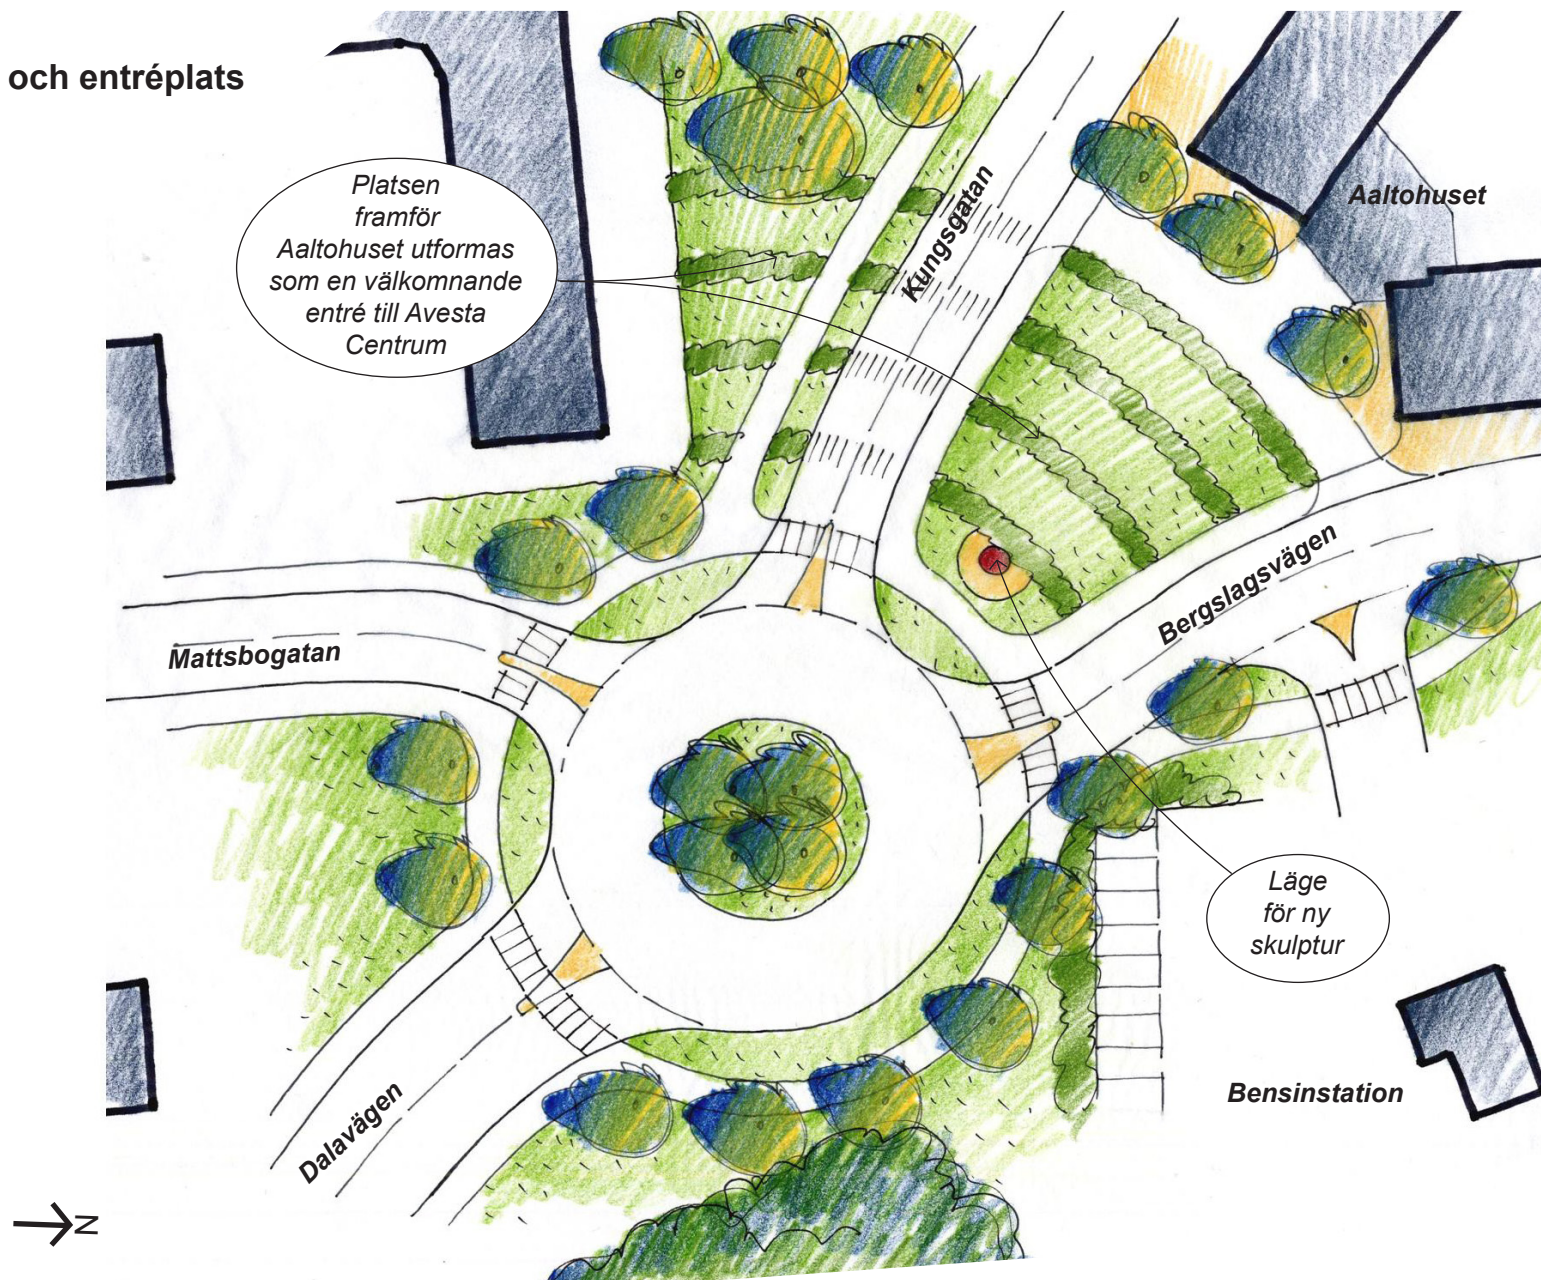 och entréplats
Platsen
framför
Aaltohuset utformas
som en välkomnande
entré till Avesta
Centrum
Kungsgatan
Aaltohuset
Bergslagsvägen
Mattsbogatan
Läge
för ny
skulptur
Bensinstation
Dalavägen
N